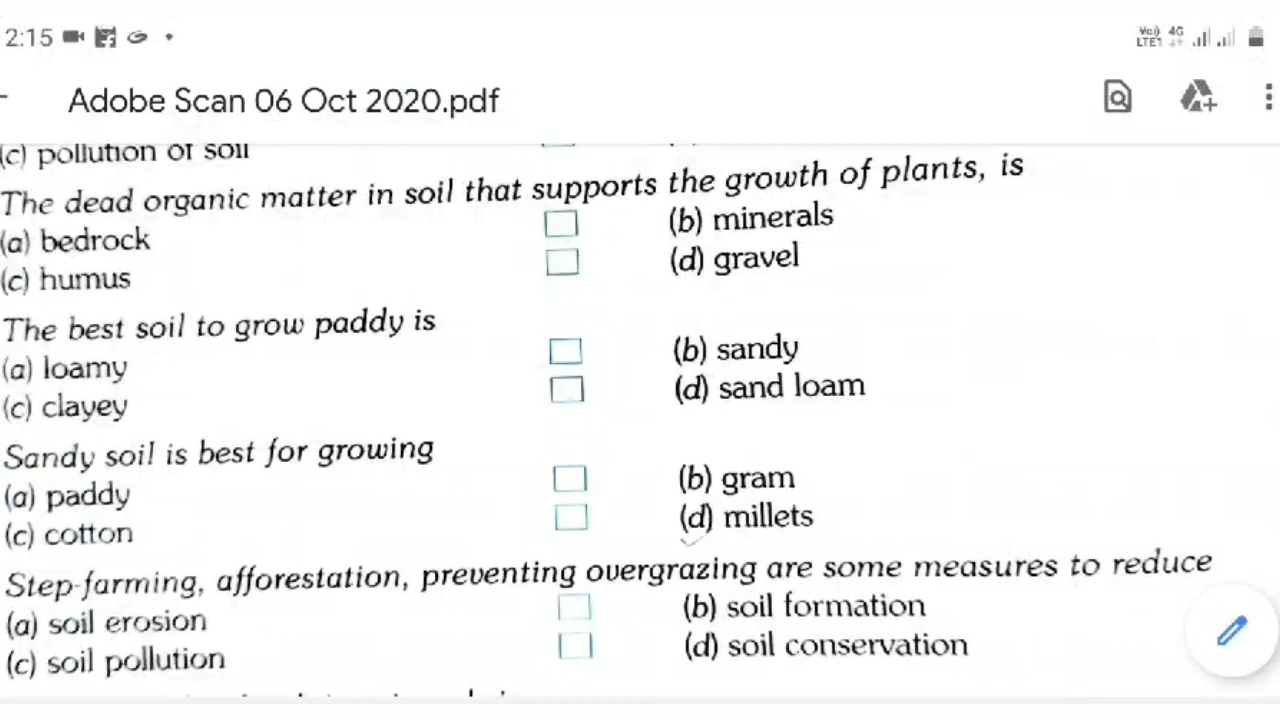 2:15
Vo) 4G
LTE1
Adobe Scan 06 Oct 2020.pdf
(c) pollution of soil
The dead organic matter in soil that supports the growth of plants, is
(a) bedrock (b) minerals
(c) humus (d) gravel
The best soil to grow paddy is
(a) loamy (b) sandy
(c) clayey (d) sand loam
Sandy soil is best for growing
(a) paddy (b) gram
(c) cotton (d) millets
Step-farming, afforestation, preventing overgrazing are some measures to reduce
(a) soil erosion (b) soil formation
(c) soil pollution (d) soil conservation